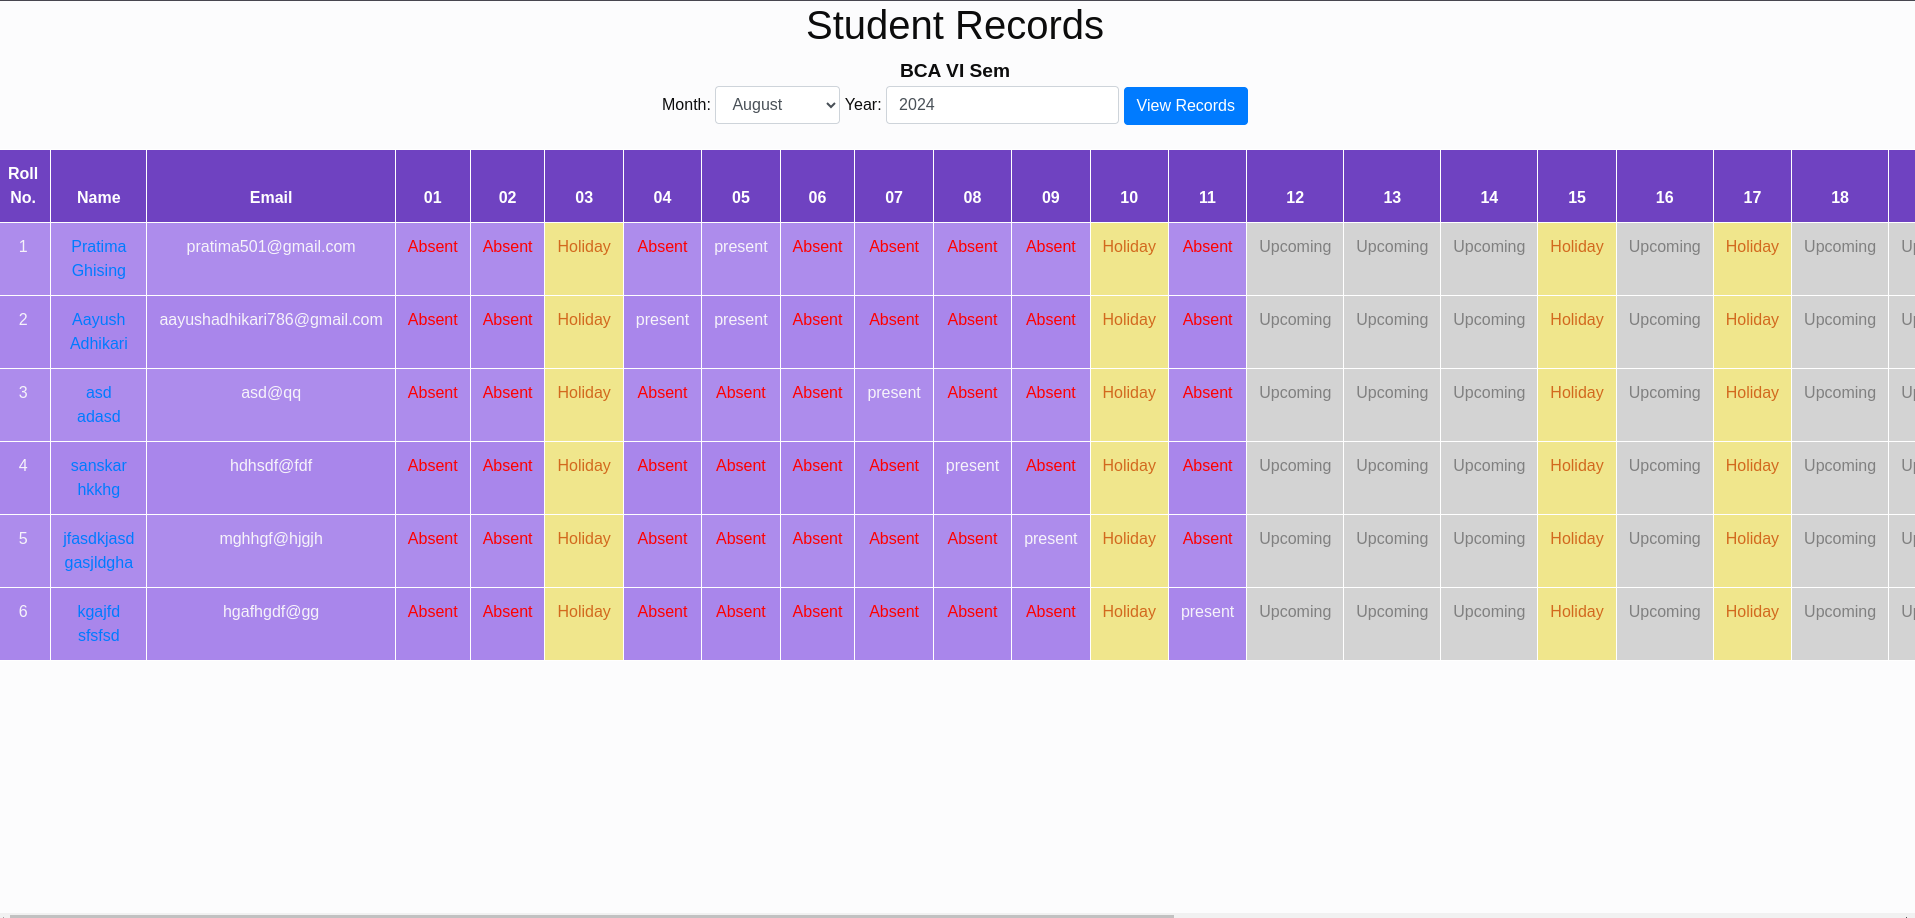 Student Records
BCA VI Sem
Month: August Year: 2024 View Records
Roll No. Name Email 01 02 03 04 05 06 07 08 09 10 11 12 13 14 15 16 17 18
1 Pratima Ghising pratima501@gmail.com Absent Absent Holiday Absent present Absent Absent Absent Absent Holiday Absent Upcoming Upcoming Upcoming Holiday Upcoming Holiday Upcoming
2 Aayush Adhikari aayushadhikari786@gmail.com Absent Absent Holiday present present Absent Absent Absent Absent Holiday Absent Upcoming Upcoming Upcoming Holiday Upcoming Holiday Upcoming
3 asd adasd asd@qq Absent Absent Holiday Absent Absent Absent present Absent Absent Holiday Absent Upcoming Upcoming Upcoming Holiday Upcoming Holiday Upcoming
4 sanskar hkkhg hdhsdf@fdf Absent Absent Holiday Absent Absent Absent Absent present Absent Holiday Absent Upcoming Upcoming Upcoming Holiday Upcoming Holiday Upcoming
5 jfasdkjasd gasjldgha mghhgf@hjgjh Absent Absent Holiday Absent Absent Absent Absent Absent present Holiday Absent Upcoming Upcoming Upcoming Holiday Upcoming Holiday Upcoming
6 kgajfd sfsfsd hgafhgdf@gg Absent Absent Holiday Absent Absent Absent Absent Absent Absent Holiday present Upcoming Upcoming Upcoming Holiday Upcoming Holiday Upcoming